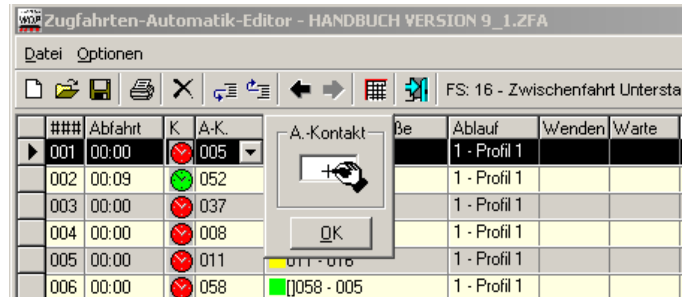 Zugfahrten-Automatik-Editor - HANDBUCH VERSION 9_1.ZFA
Datei Optionen
FS: 16 - Zwischenfahrt Untersta
### Abfahrt K A-K. ße Ablauf Wenden Warte
001 00:00 005 1 - Profil 1
002 00:09 052 1 - Profil 1
003 00:00 037 1 - Profil 1
004 00:00 008 1 - Profil 1
005 00:00 011 011 - 016 1 - Profil 1
006 00:00 058 []058 - 005 1 - Profil 1
A.-Kontakt
+
OK